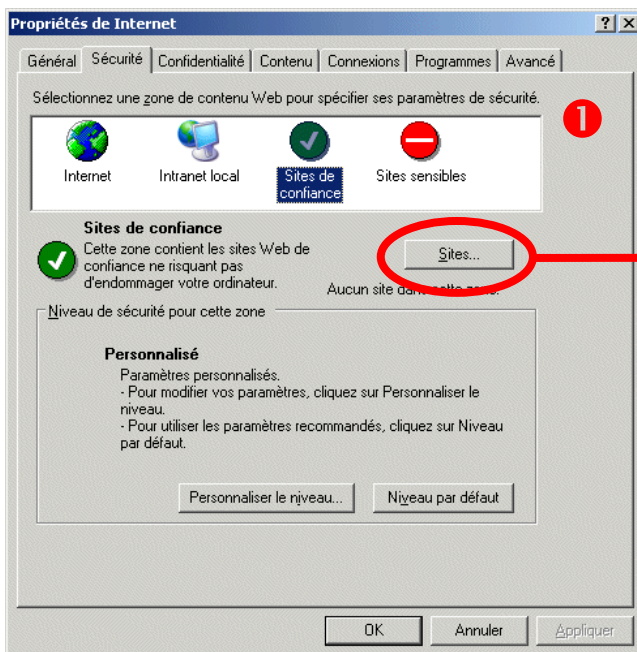 Propriétés de Internet
Général Sécurité Confidentialité Contenu Connexions Programmes Avancé
Sélectionnez une zone de contenu Web pour spécifier ses paramètres de sécurité.
1
Internet Intranet local Sites de confiance Sites sensibles
Sites de confiance
Cette zone contient les sites Web de
confiance ne risquant pas
d'endommager votre ordinateur.
Sites...
Aucun site dans cette zone.
Niveau de sécurité pour cette zone
Personnalisé
Paramètres personnalisés.
- Pour modifier vos paramètres, cliquez sur Personnaliser le
niveau.
- Pour utiliser les paramètres recommandés, cliquez sur Niveau
par défaut.
Personnaliser le niveau... Niveau par défaut
OK Annuler Appliquer